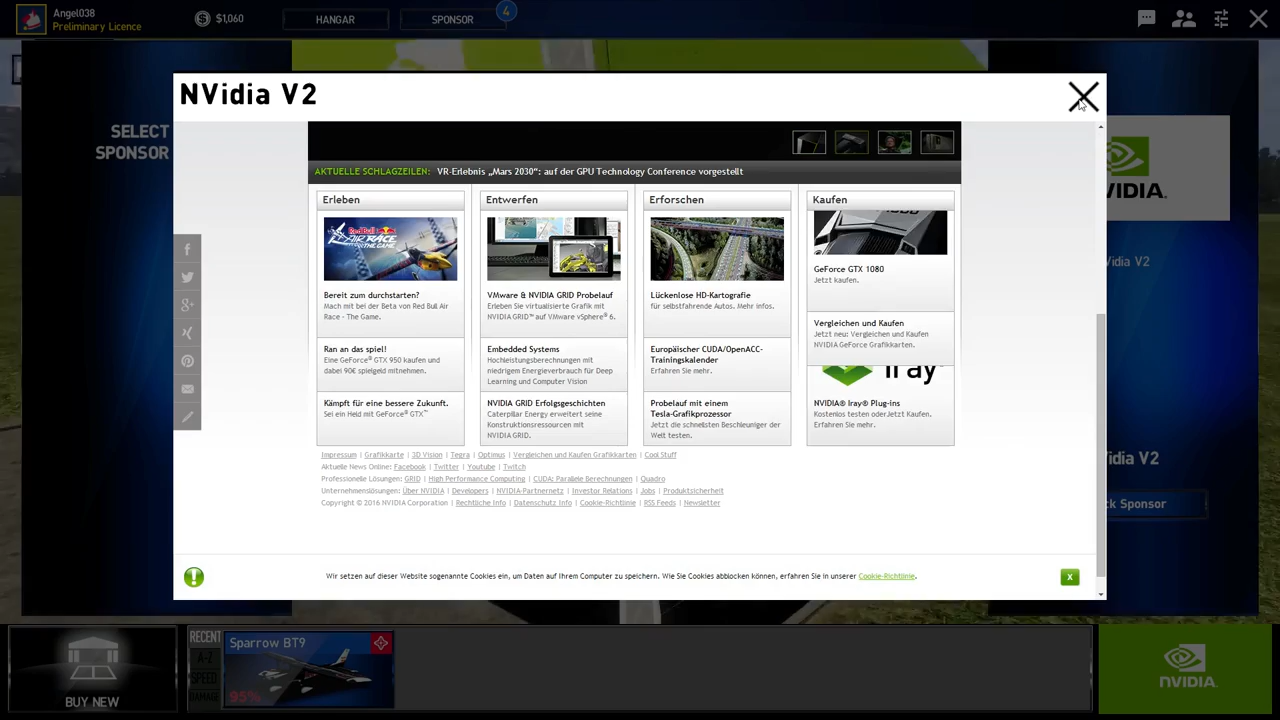 Angel038
Preliminary Licence
$1,060
HANGAR
SPONSOR
4
NVidia V2
SELECT
SPONSOR
AKTUELLE SCHLAGZEILEN: VR-Erlebnis „Mars 2030“: auf der GPU Technology Conference vorgestellt
Erleben
RedBull
AIR RACE
THE GAME
Bereit zum durchstarten?
Mach mit bei der Beta von Red Bull Air
Race - The Game.
Ran an das spiel!
Eine GeForce® GTX 950 kaufen und
dabei 90€ spielgeld mitnehmen.
Kämpft für eine bessere Zukunft.
Sei ein Held mit GeForce® GTX™
Entwerfen
VMware & NVIDIA GRID Probelauf
Erleben Sie virtualisierte Grafik mit
NVIDIA GRID™ auf VMware vSphere® 6.
Embedded Systems
Hochleistungsberechnungen mit
niedrigem Energieverbrauch für Deep
Learning und Computer Vision
NVIDIA GRID Erfolgsgeschichten
Caterpillar Energy erweitert seine
Konstruktionsressourcen mit
NVIDIA GRID.
Erforschen
Lückenlose HD-Kartografie
für selbstfahrende Autos. Mehr infos.
Europäischer CUDA/OpenACC-
Trainingskalender
Erfahren Sie mehr.
Probelauf mit einem
Tesla-Grafikprozessor
Jetzt die schnellsten Beschleuniger der
Welt testen.
Kaufen
GeForce GTX 1080
Jetzt kaufen.
Vergleichen und Kaufen
Jetzt neu: Vergleichen und Kaufen
NVIDIA GeForce Grafikkarten.
iray
NVIDIA® Iray® Plug-ins
Kostenlos testen oderJetzt Kaufen.
Erfahren Sie mehr.
Impressum | Grafikkarte | 3D Vision | Tegra | Optimus | Vergleichen und Kaufen Grafikkarten | Cool Stuff
Aktuelle News Online: Facebook | Twitter | Youtube | Twitch
Professionelle Lösungen: GRID | High Performance Computing | CUDA: Parallele Berechnungen | Quadro
Unternehmenslösungen: Über NVIDIA | Developers | NVIDIA-Partnernetz | Investor Relations | Jobs | Produktsicherheit
Copyright © 2016 NVIDIA Corporation | Rechtliche Info | Datenschutz Info | Cookie-Richtlinie | RSS Feeds | Newsletter
Wir setzen auf dieser Website sogenannte Cookies ein, um Daten auf Ihrem Computer zu speichern. Wie Sie Cookies abblocken können, erfahren Sie in unserer Cookie-Richtlinie.
X
VIDIA.
Vidia V2
Vidia V2
ck Sponsor
BUY NEW
RECENT
A-Z
SPEED
DAMAGE
Sparrow BT9
95%
NVIDIA.